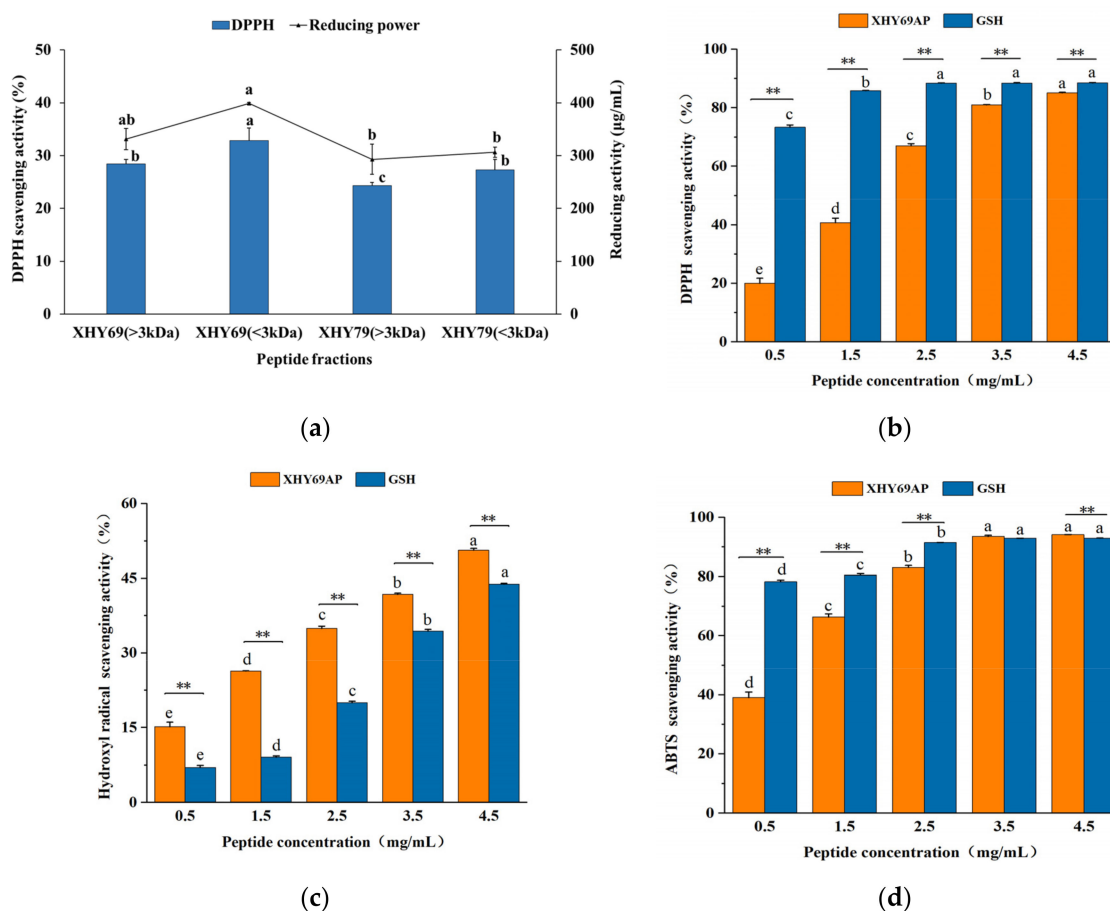 DPPH Reducing power
DPPH scavenging activity (%)
50
40
30
20
10
0
500
400
300
200
100
0
Reducing activity (μg/mL)
ab
a
b
b
b
a
c
b
XHY69(>3kDa) XHY69(<3kDa) XHY79(>3kDa) XHY79(<3kDa)
Peptide fractions
(a)
XHY69AP GSH
DPPH scavenging activity（%）
100
80
60
40
20
0
** ** ** ** **
c b a a a
e d c b a
0.5 1.5 2.5 3.5 4.5
Peptide concentration（mg/mL）
(b)
XHY69AP GSH
Hydroxyl radical scavenging activity（%）
60
45
30
15
0
** ** ** ** **
e d c b a
e d c b a
0.5 1.5 2.5 3.5 4.5
Peptide concentration（mg/mL）
(c)
XHY69AP GSH
ABTS scavenging activity（%）
100
80
60
40
20
0
** ** ** **
d c b a a
d c b a a
0.5 1.5 2.5 3.5 4.5
Peptide concentration（mg/mL）
(d)